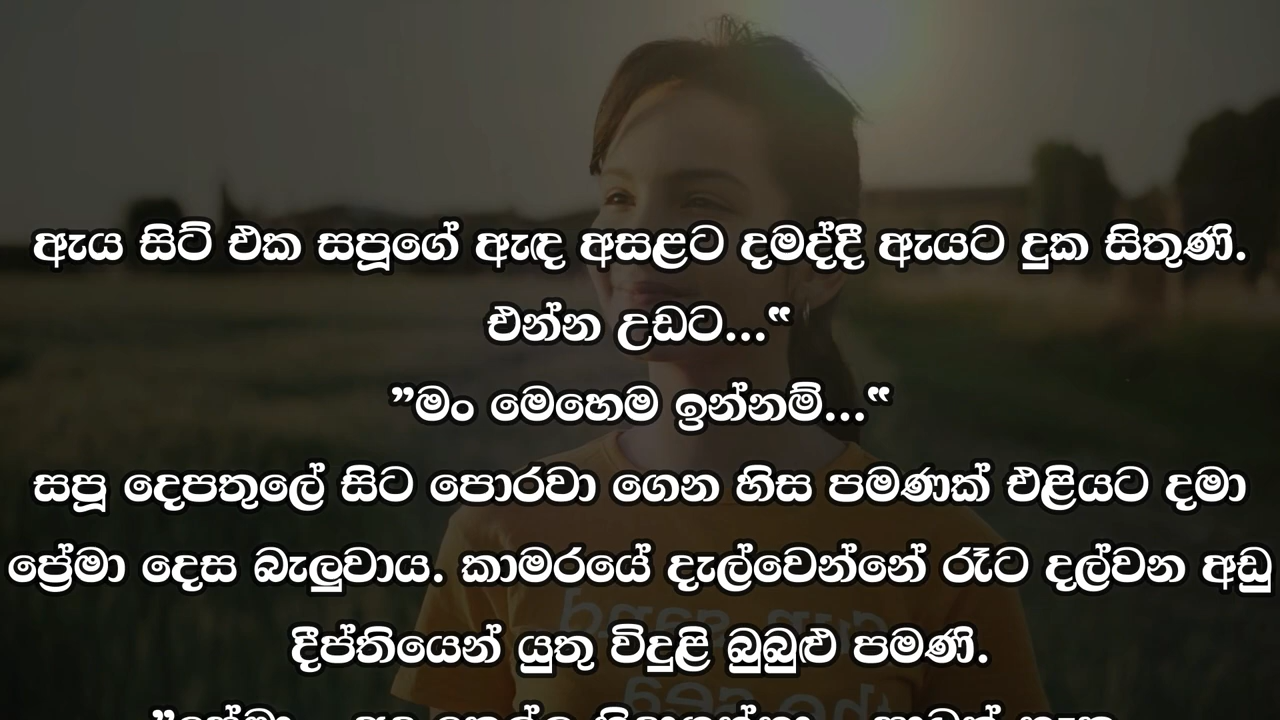 ඇය සිට් එක සපූගේ ඇඳ අසළට දමද්දී ඇයට දුක සිතුණි.
එන්න උඩට...‟
”මං මෙහෙම ඉන්නම්...‟
සපූ දෙපතුලේ සිට පොරවා ගෙන හිස පමණක් එළියට දමා
ප්‍රේමා දෙස බැලුවාය. කාමරයේ දැල්වෙන්නේ රෑට දල්වන අඩු
දීප්තියෙන් යුතු විදුළි බුබුළු පමණි.